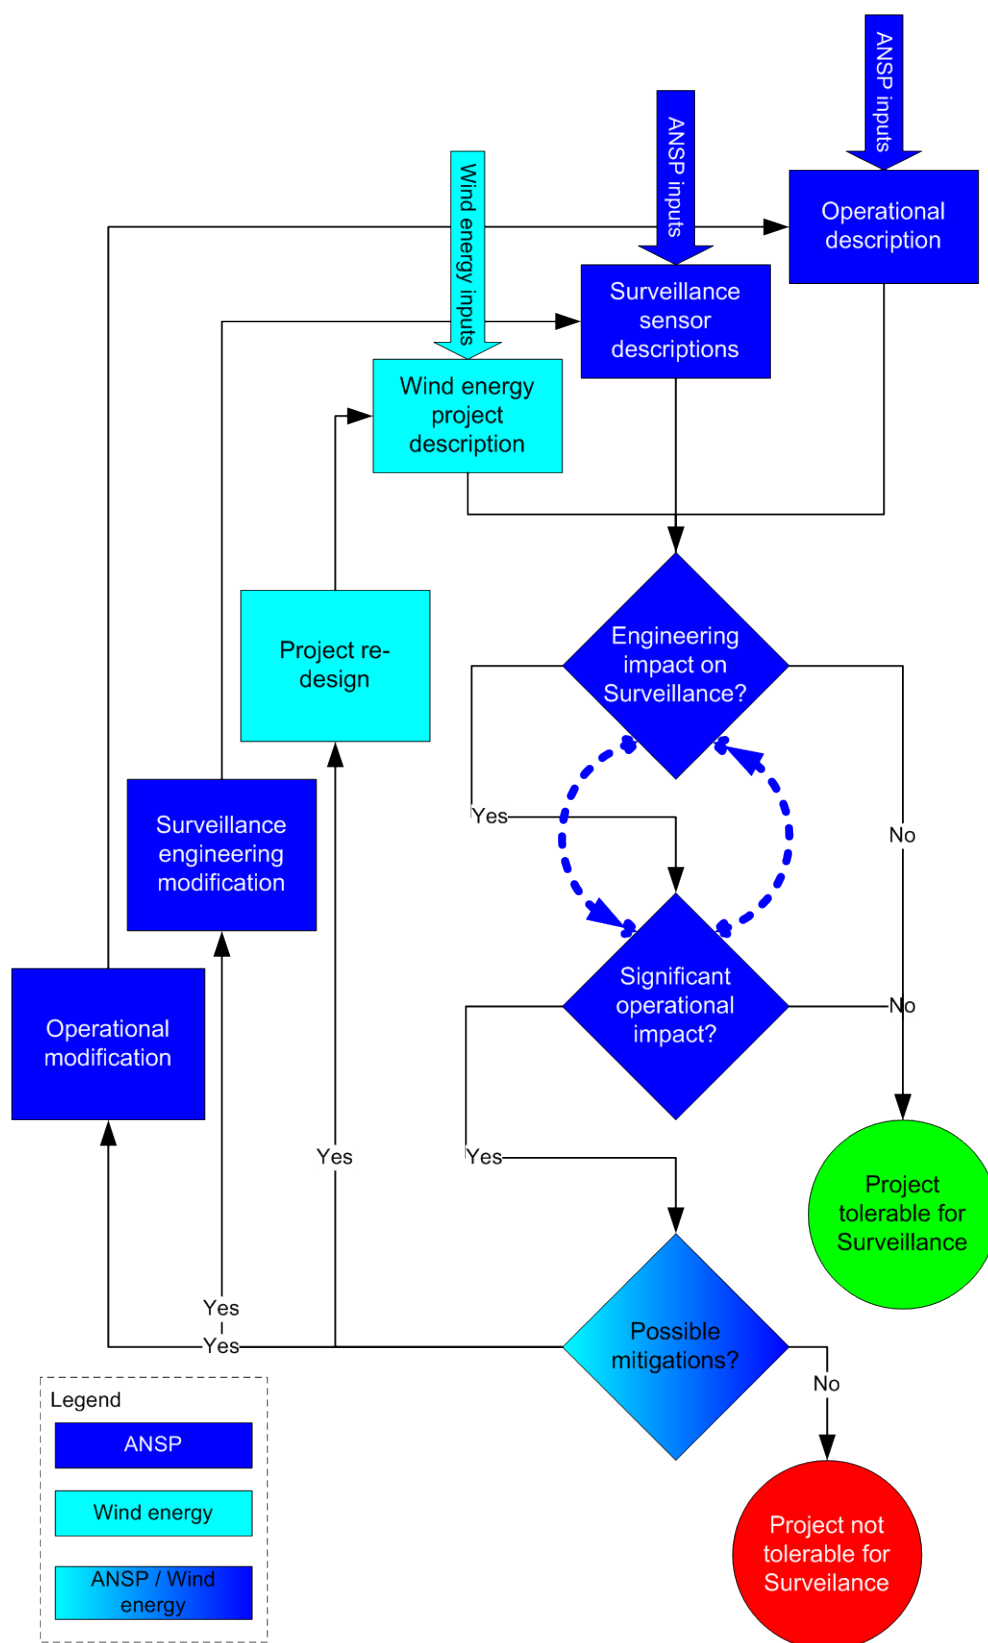 ANSP inputs
ANSP inputs
Wind energy inputs
Operational
description
Surveillance
sensor
descriptions
Wind energy
project
description
Engineering
impact on
Surveillance?
Project re-
design
Yes
No
Surveillance
engineering
modification
Significant
operational
impact?
No
Operational
modification
Yes
Yes
Project
tolerable for
Surveillance
Yes
Yes
Possible
mitigations?
No
Legend
ANSP
Wind energy
ANSP / Wind
energy
Project not
tolerable for
Surveilance